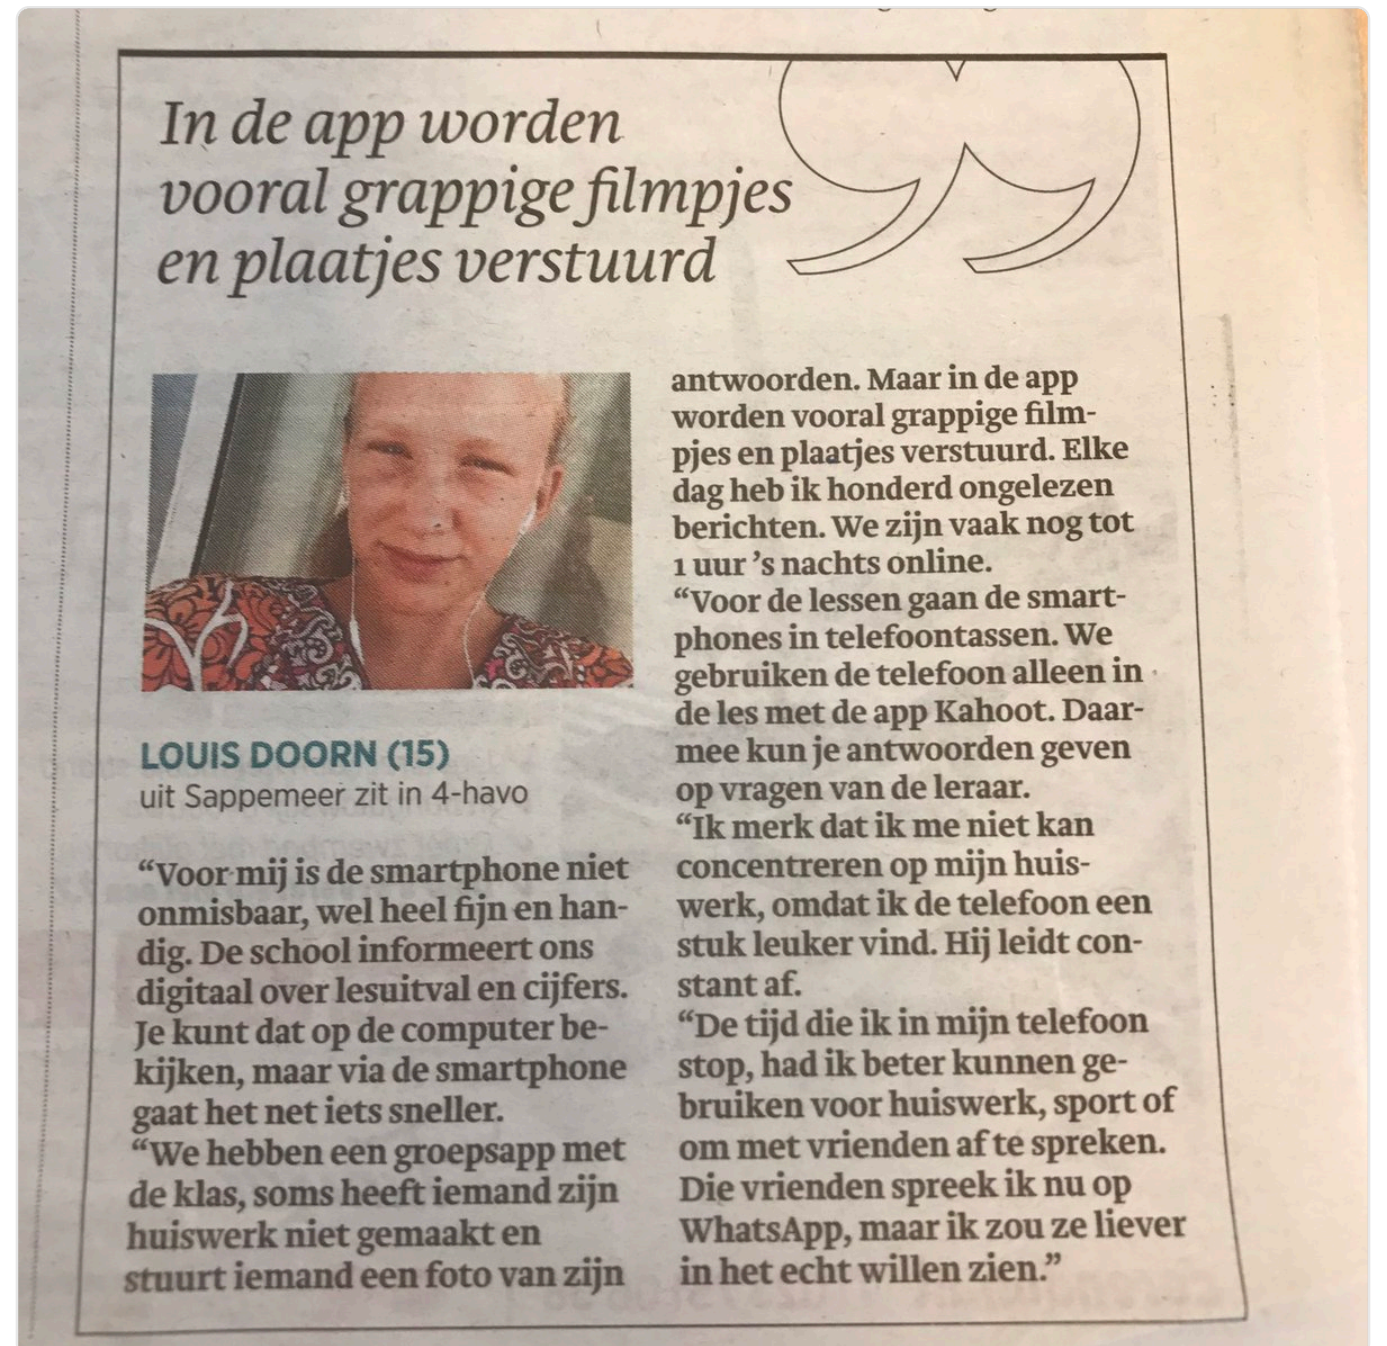 In de app worden
vooral grappige filmpjes
en plaatjes verstuurd
LOUIS DOORN (15)
uit Sappemeer zit in 4-havo
“Voor mij is de smartphone niet
onmisbaar, wel heel fijn en han-
dig. De school informeert ons
digitaal over lesuitval en cijfers.
Je kunt dat op de computer be-
kijken, maar via de smartphone
gaat het net iets sneller.
“We hebben een groepsapp met
de klas, soms heeft iemand zijn
huiswerk niet gemaakt en
stuurt iemand een foto van zijn
antwoorden. Maar in de app
worden vooral grappige film-
pjes en plaatjes verstuurd. Elke
dag heb ik honderd ongelezen
berichten. We zijn vaak nog tot
1 uur ’s nachts online.
“Voor de lessen gaan de smart-
phones in telefoontassen. We
gebruiken de telefoon alleen in
de les met de app Kahoot. Daar-
mee kun je antwoorden geven
op vragen van de leraar.
“Ik merk dat ik me niet kan
concentreren op mijn huis-
werk, omdat ik de telefoon een
stuk leuker vind. Hij leidt con-
stant af.
“De tijd die ik in mijn telefoon
stop, had ik beter kunnen ge-
bruiken voor huiswerk, sport of
om met vrienden af te spreken.
Die vrienden spreek ik nu op
WhatsApp, maar ik zou ze liever
in het echt willen zien.”